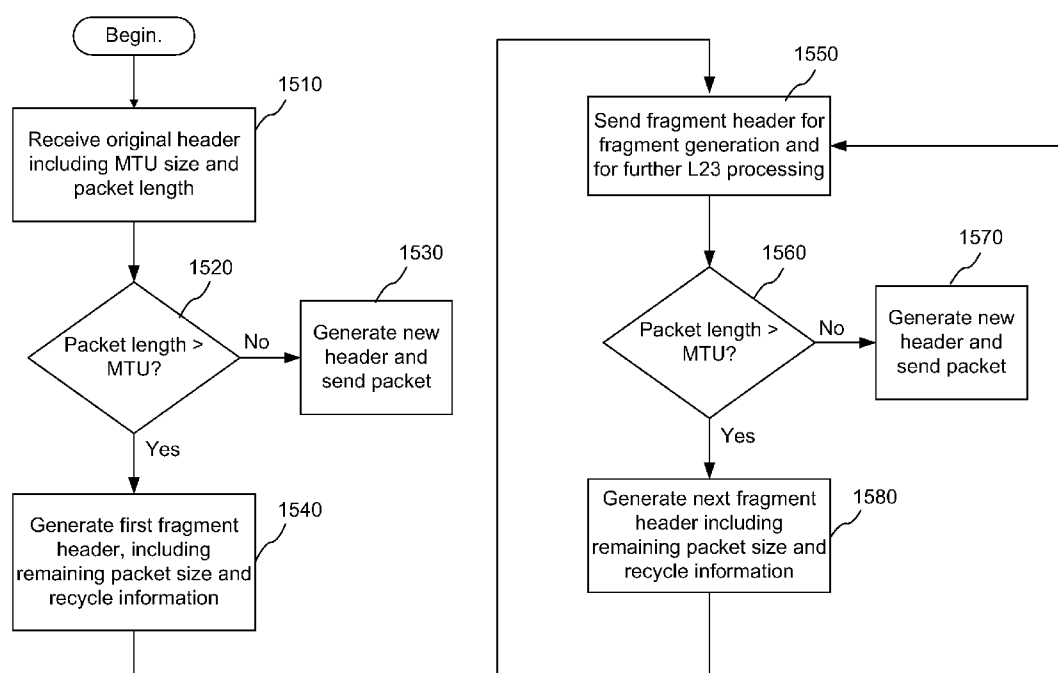 Begin.
1510
Receive original header
including MTU size and
packet length
1520
Packet length >
MTU?
No
1530
Generate new
header and
send packet
Yes
1540
Generate first fragment
header, including
remaining packet size and
recycle information
1550
Send fragment header for
fragment generation and
for further L23 processing
1560
Packet length >
MTU?
No
1570
Generate new
header and
send packet
Yes
1580
Generate next fragment
header including
remaining packet size and
recycle information